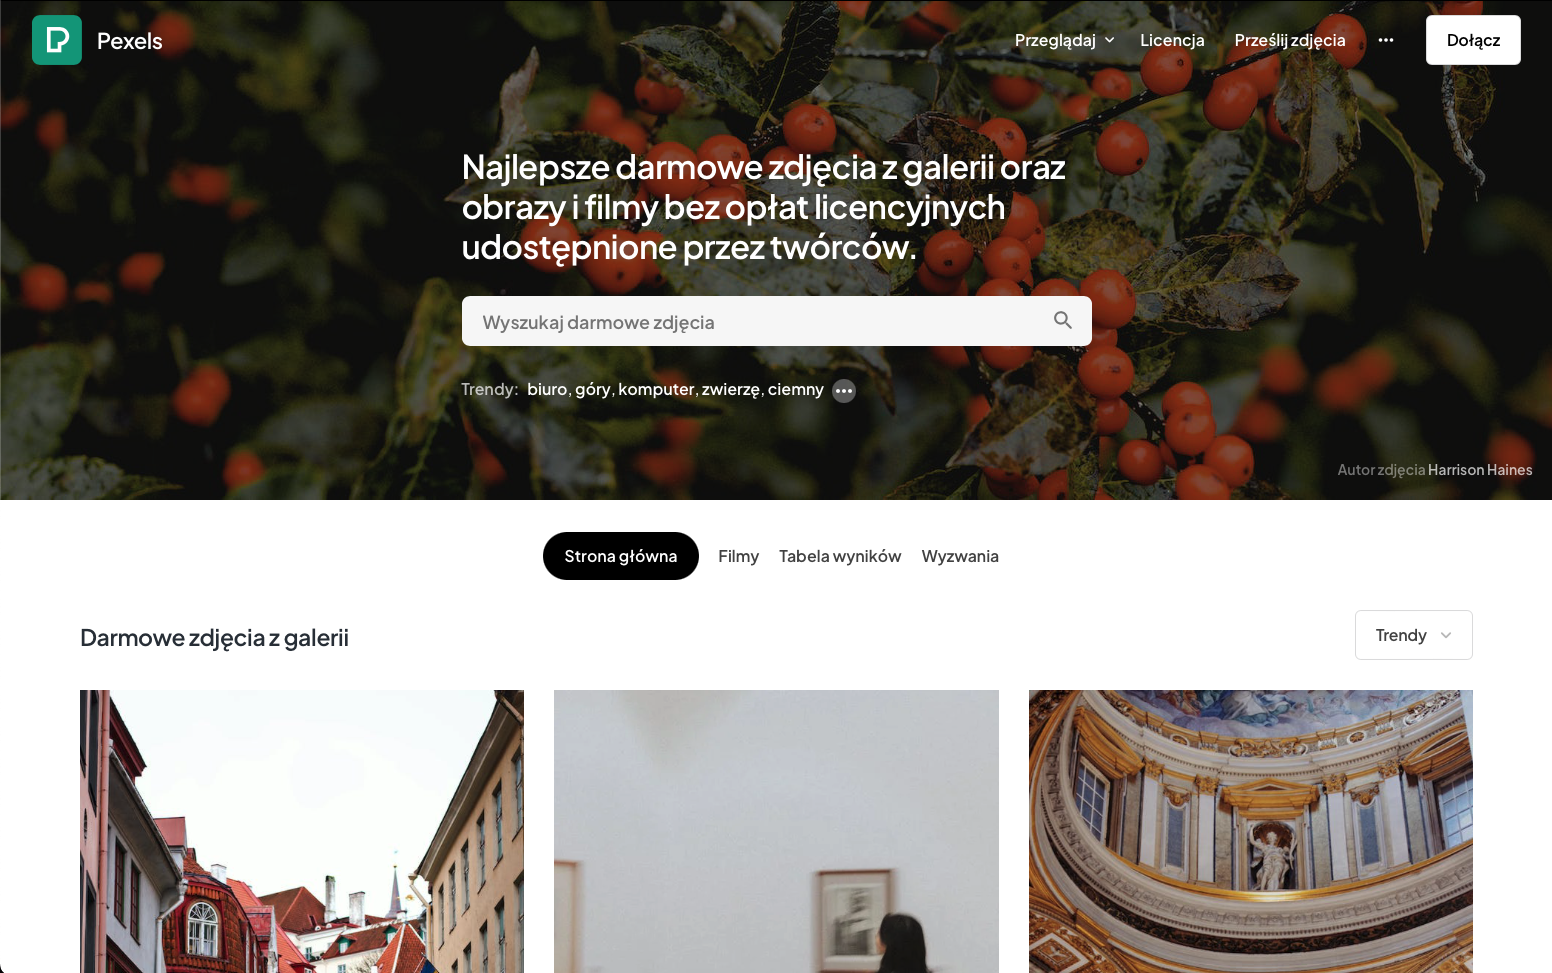 Pexels
Przeglądaj
Licencja
Prześlij zdjęcia
Dołącz
Najlepsze darmowe zdjęcia z galerii oraz
obrazy i filmy bez opłat licencyjnych
udostępnione przez twórców.
Wyszukaj darmowe zdjęcia
Trendy: biuro, góry, komputer, zwierzę, ciemny
Autor zdjęcia Harrison Haines
Strona główna
Filmy
Tabela wyników
Wyzwania
Darmowe zdjęcia z galerii
Trendy